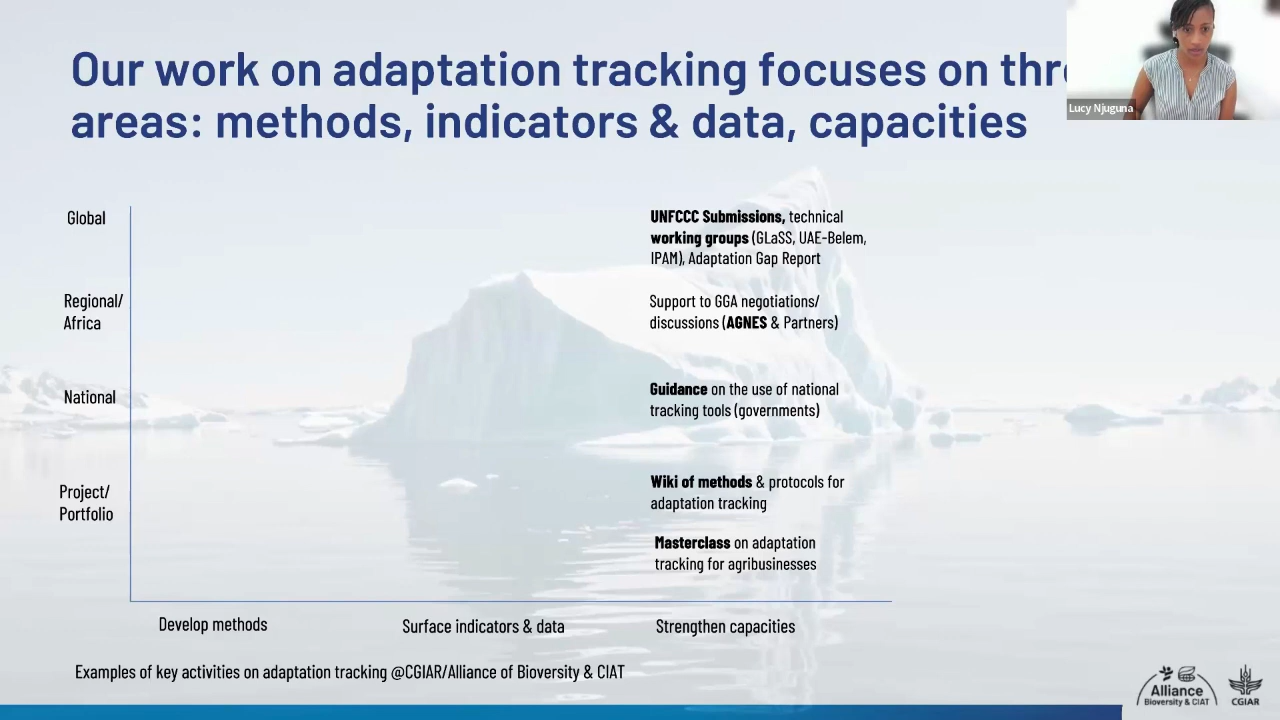 Our work on adaptation tracking focuses on
areas: methods, indicators & data, capacities
Lucy Njuguna
Global
UNFCCC Submissions, technical
working groups (GLaSS, UAE-Belem,
IPAM), Adaptation Gap Report
Regional/
Africa
Support to GGA negotiations/
discussions (AGNES & Partners)
National
Guidance on the use of national
tracking tools (governments)
Project/
Portfolio
Wiki of methods & protocols for
adaptation tracking
Masterclass on adaptation
tracking for agribusinesses
Develop methods
Surface indicators & data
Strengthen capacities
Examples of key activities on adaptation tracking @CGIAR/Alliance of Bioversity & CIAT
Alliance
Bioversity & CIAT
CGIAR